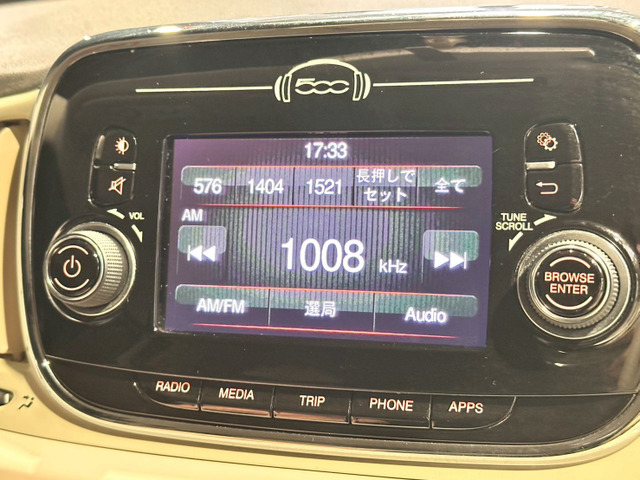 500
17:33
576 1404 1521 長押しで
セット 全て
AM
1008 kHz
AM/FM 選局 Audio
VOL
TUNE
SCROLL
BROWSE
ENTER
RADIO MEDIA TRIP PHONE APPS